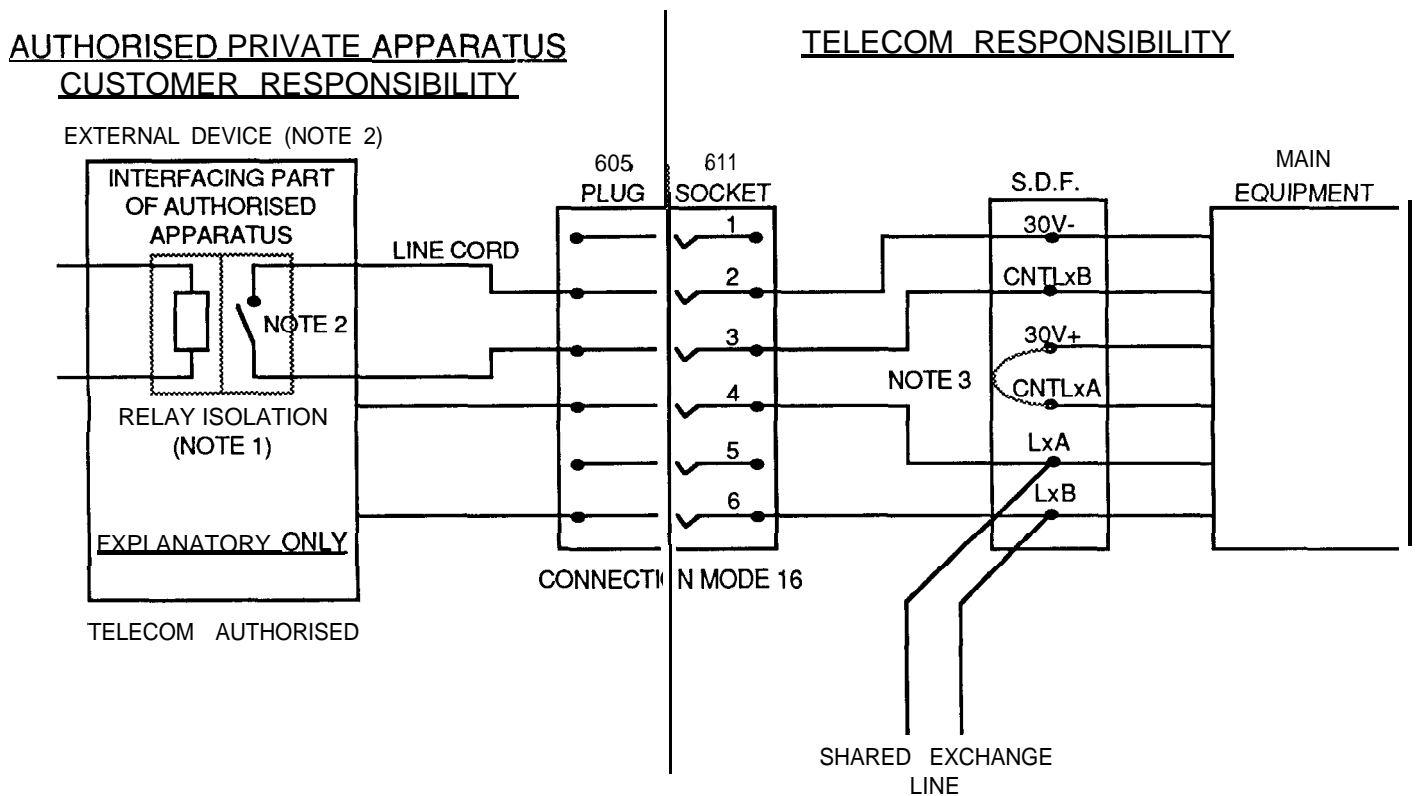 AUTHORISED PRIVATE APPARATUS
CUSTOMER RESPONSIBILITY
TELECOM RESPONSIBILITY
EXTERNAL DEVICE (NOTE 2)
INTERFACING PART
OF AUTHORISED
APPARATUS
NOTE 2
RELAY ISOLATION
(NOTE 1)
EXPLANATORY ONLY
TELECOM AUTHORISED
LINE CORD
605
PLUG
611
SOCKET
1
2
3
4
5
6
CONNECTI N MODE 16
NOTE 3
S.D.F.
30V-
CNTLxB
30V+
CNTLxA
LxA
LxB
MAIN
EQUIPMENT
SHARED EXCHANGE
LINE